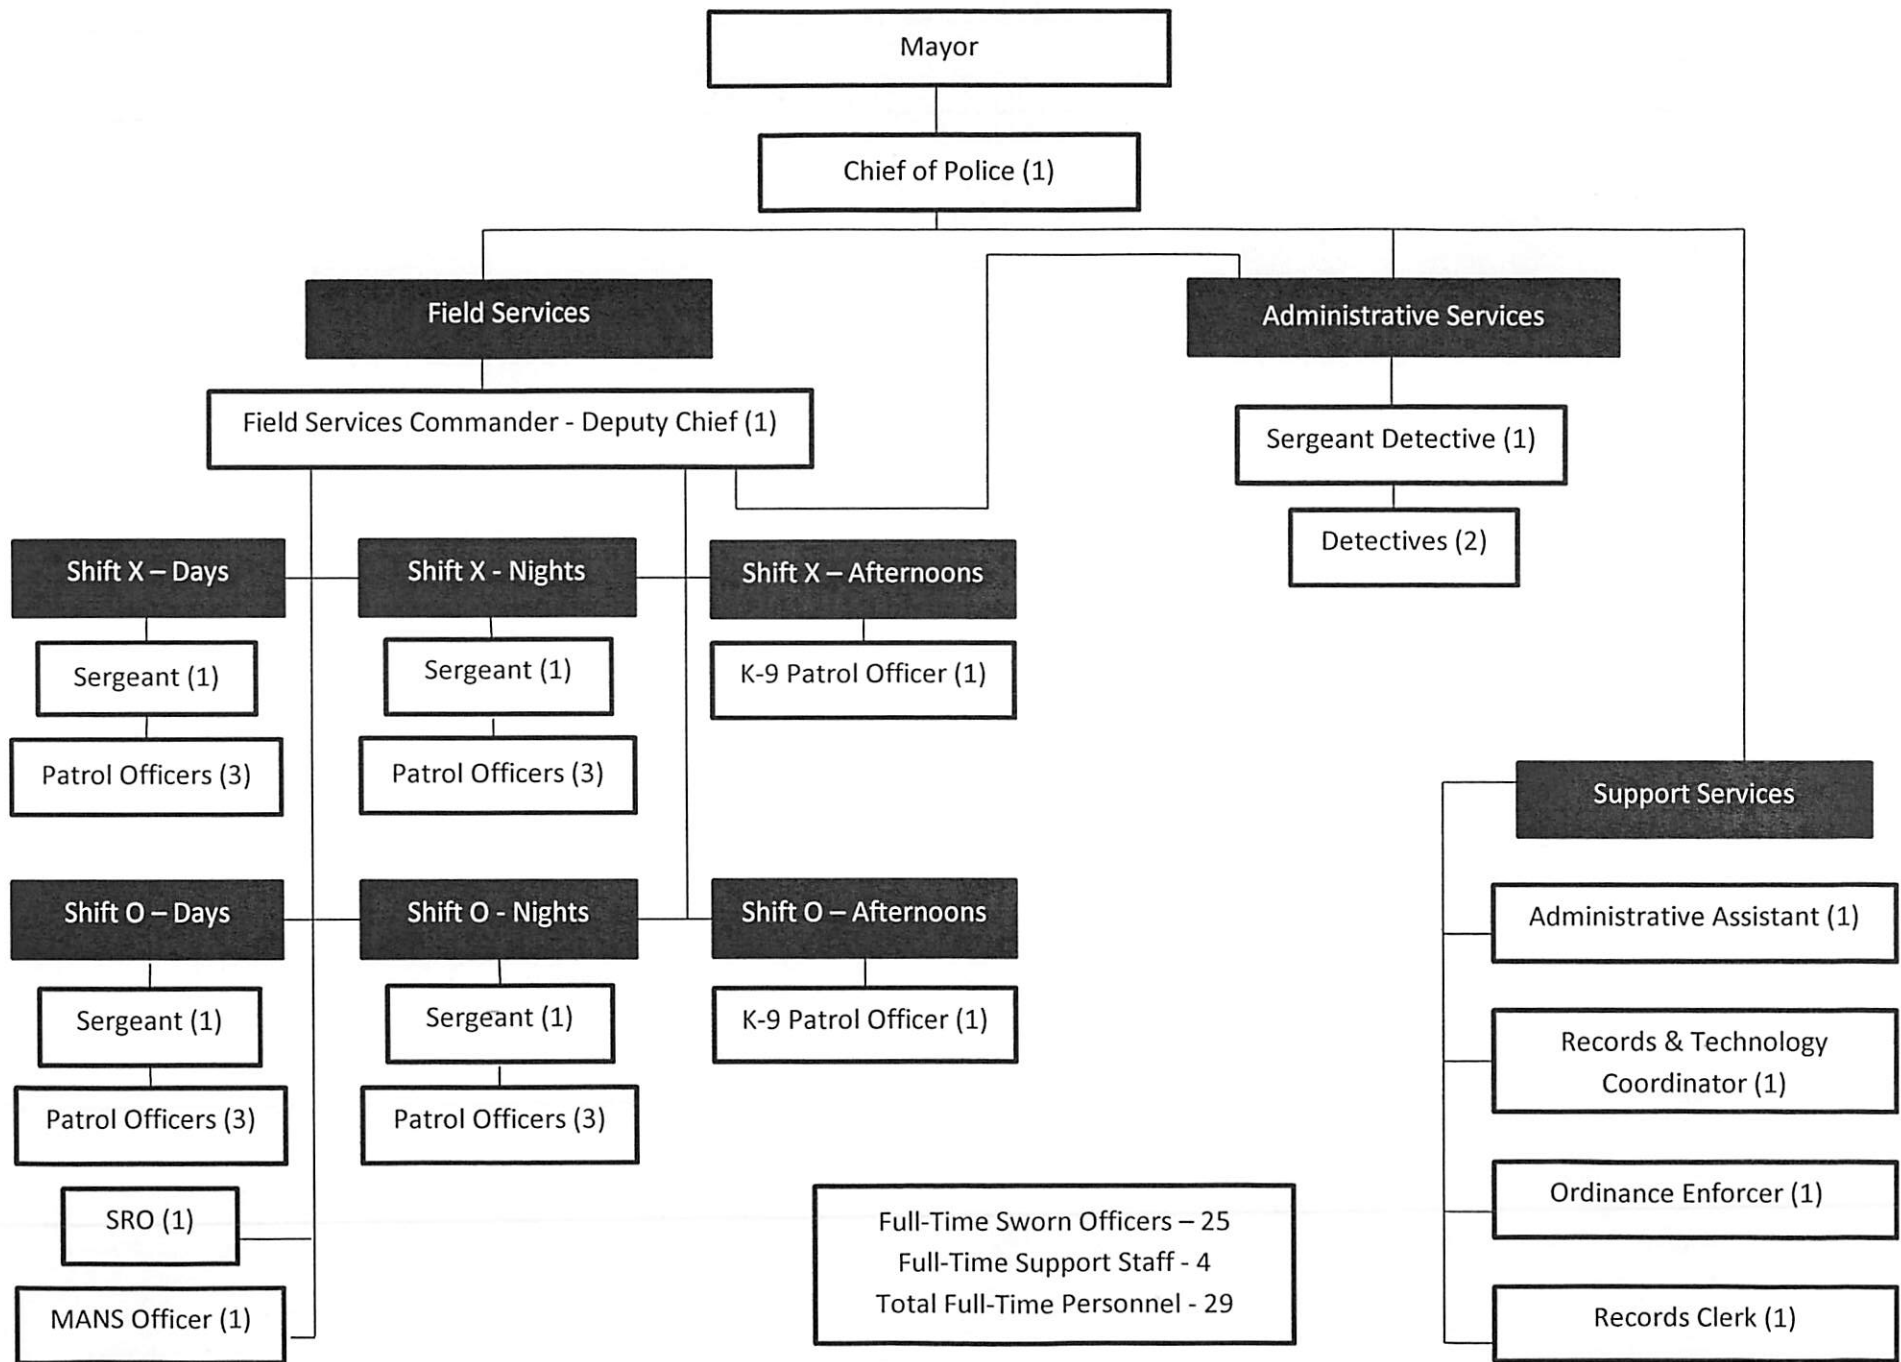 Mayor
Chief of Police (1)
Field Services
Administrative Services
Field Services Commander - Deputy Chief (1)
Sergeant Detective (1)
Detectives (2)
Shift X – Days
Shift X - Nights
Shift X – Afternoons
Sergeant (1)
Sergeant (1)
K-9 Patrol Officer (1)
Patrol Officers (3)
Patrol Officers (3)
Support Services
Shift O – Days
Shift O - Nights
Shift O – Afternoons
Administrative Assistant (1)
Sergeant (1)
Sergeant (1)
K-9 Patrol Officer (1)
Records & Technology
Coordinator (1)
Patrol Officers (3)
Patrol Officers (3)
Ordinance Enforcer (1)
SRO (1)
Full-Time Sworn Officers – 25
Full-Time Support Staff - 4
Total Full-Time Personnel - 29
MANS Officer (1)
Records Clerk (1)